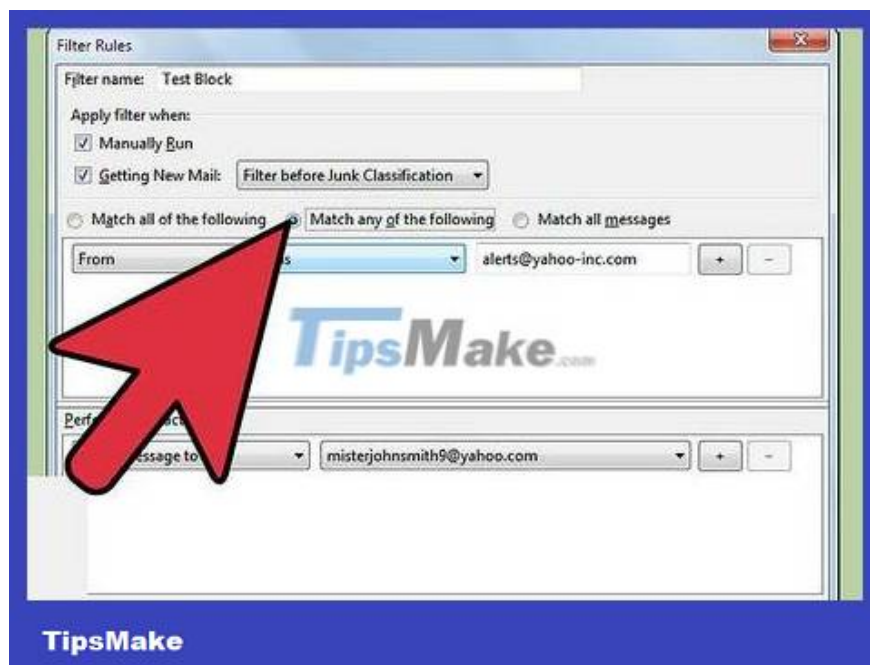 Filter Rules
Filter name: Test Block
Apply filter when:
Manually Run
Getting New Mail: Filter before Junk Classification
Match all of the following Match any of the following Match all messages
From alerts@yahoo-inc.com + -
TipsMake.com
misterjohnsmith9@yahoo.com + -
TipsMake